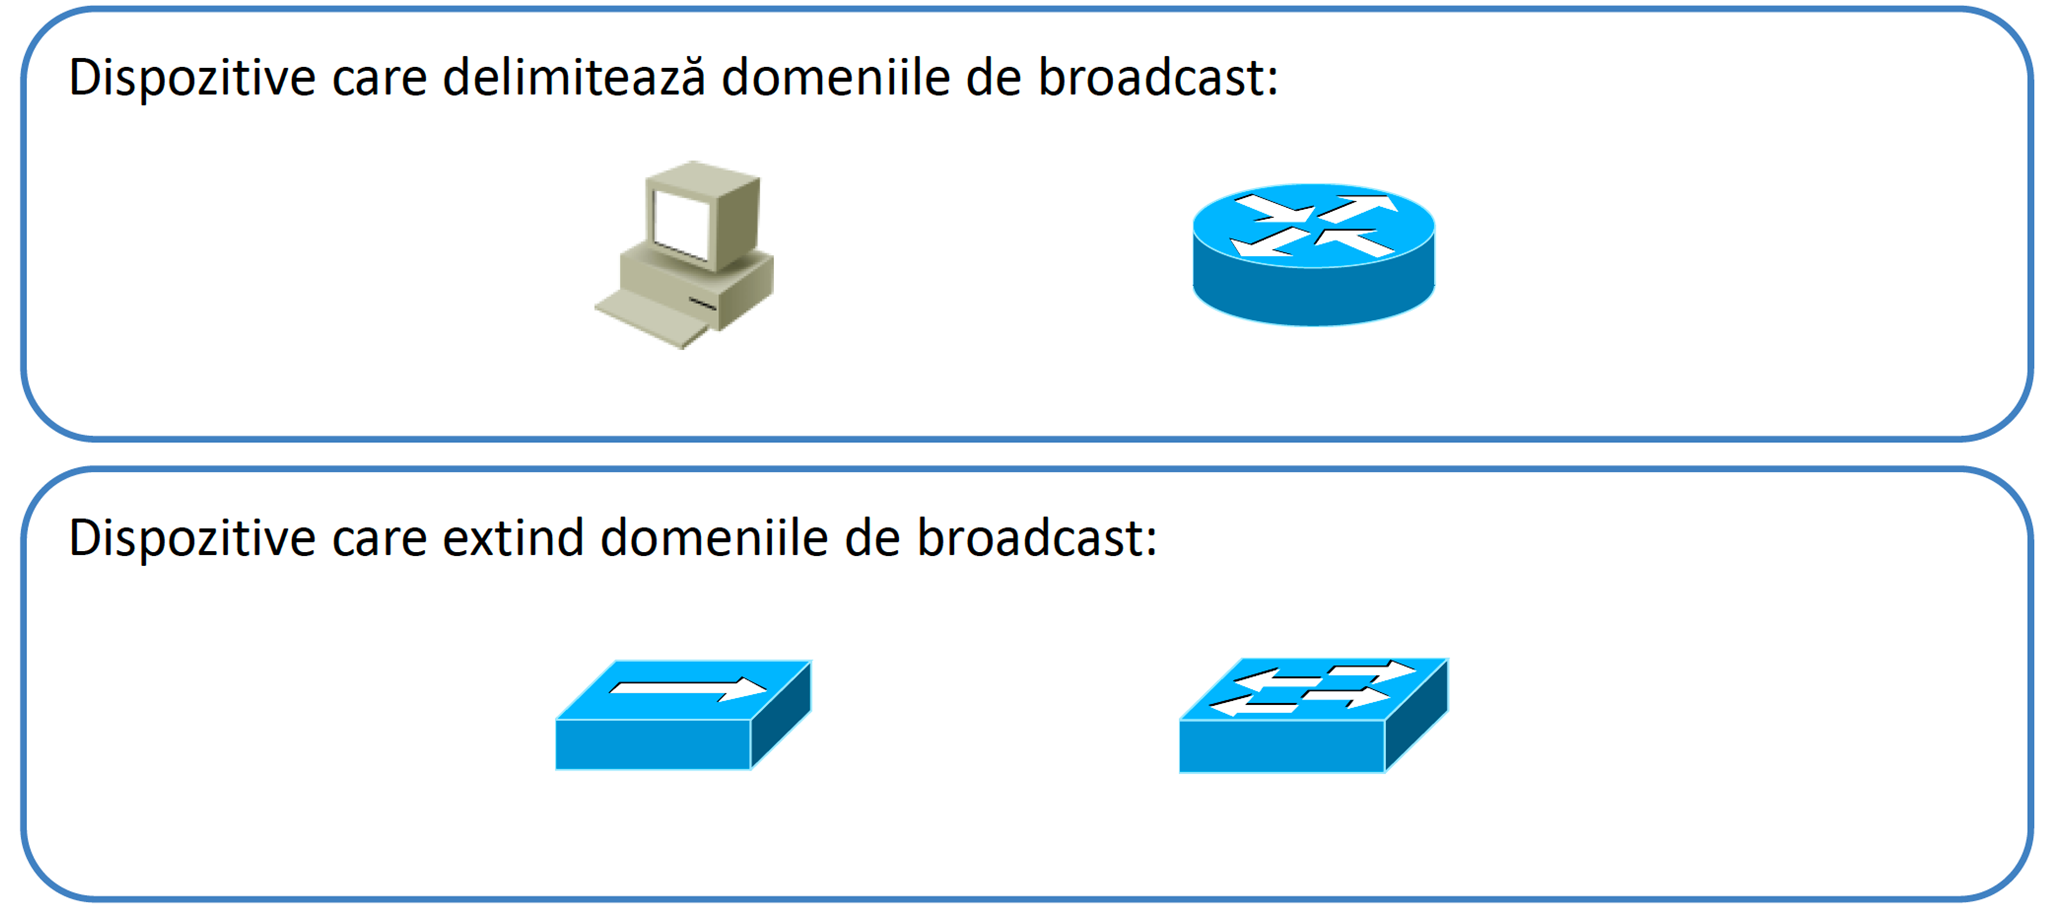 Dispozitive care delimitează domeniile de broadcast:
Dispozitive care extind domeniile de broadcast: